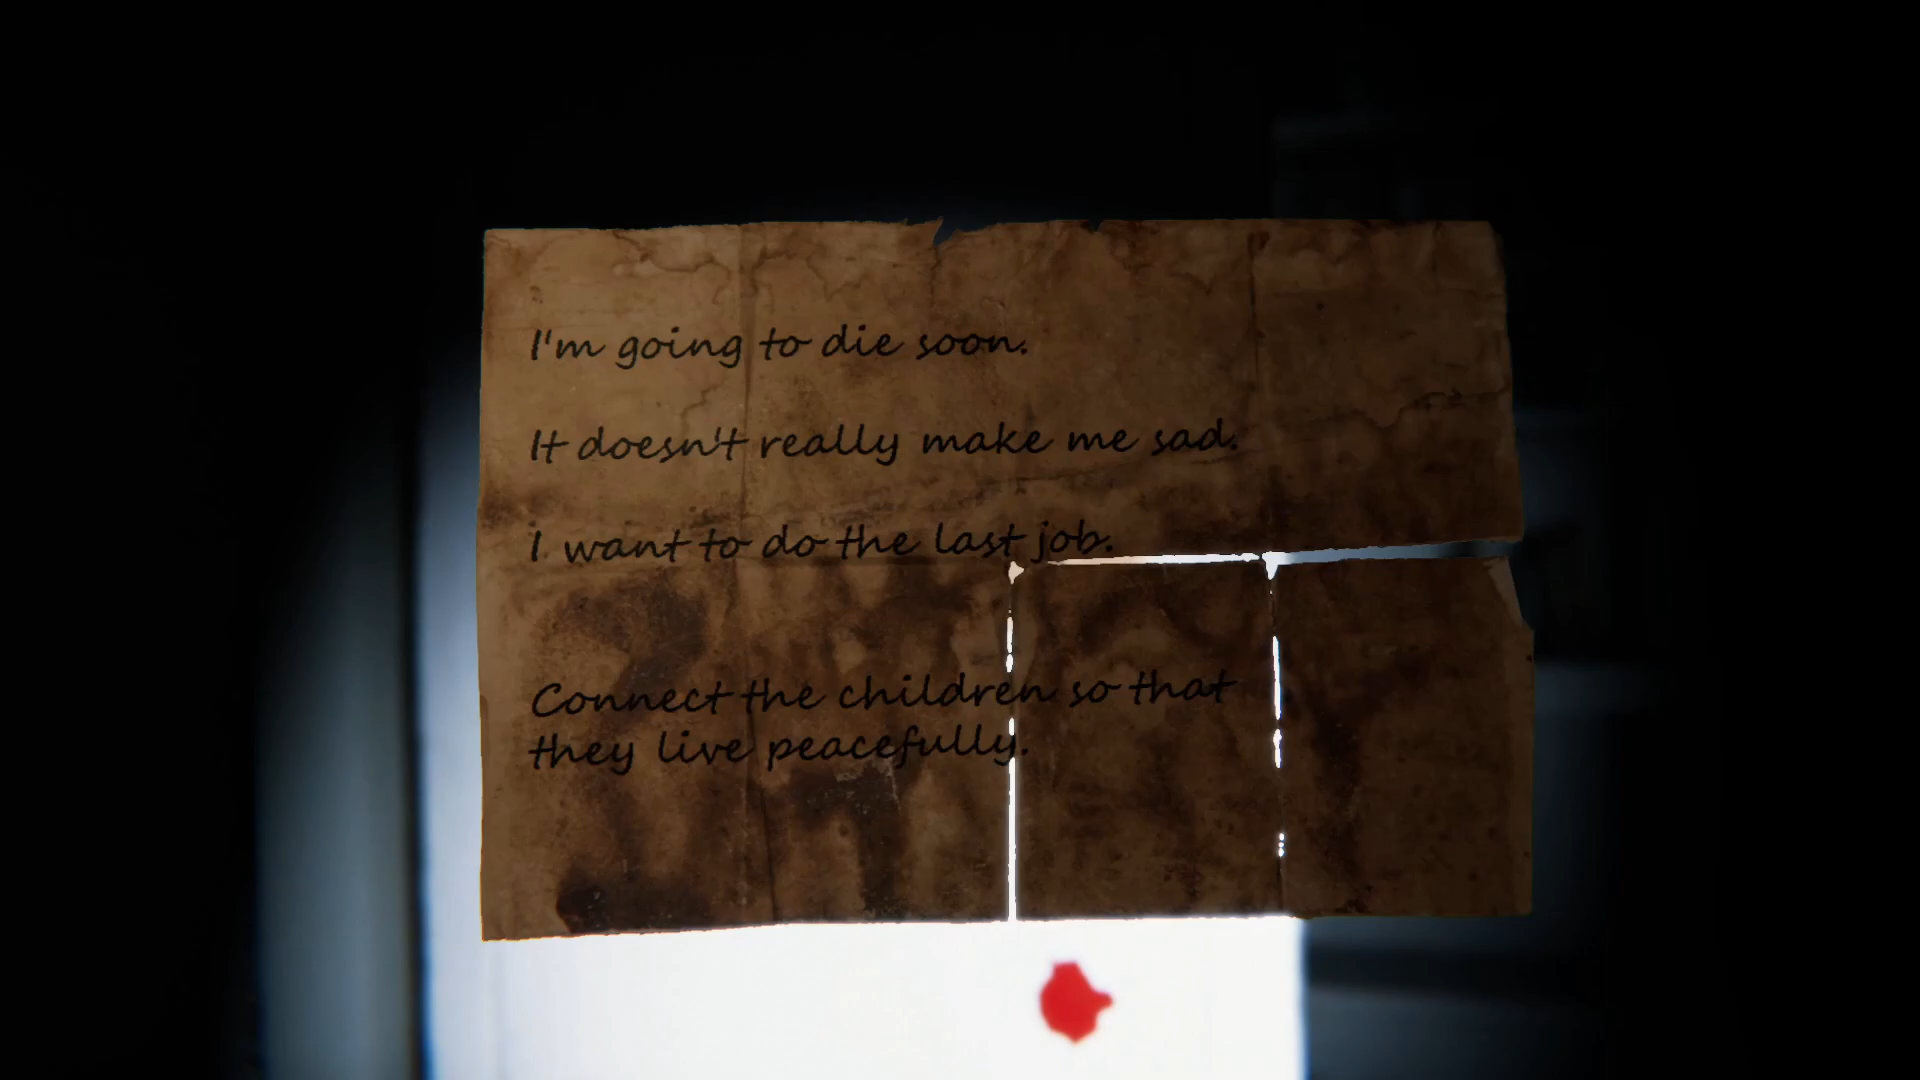 I'm going to die soon.
It doesn't really make me sad.
I want to do the last job.
Connect the children so that
they live peacefully.